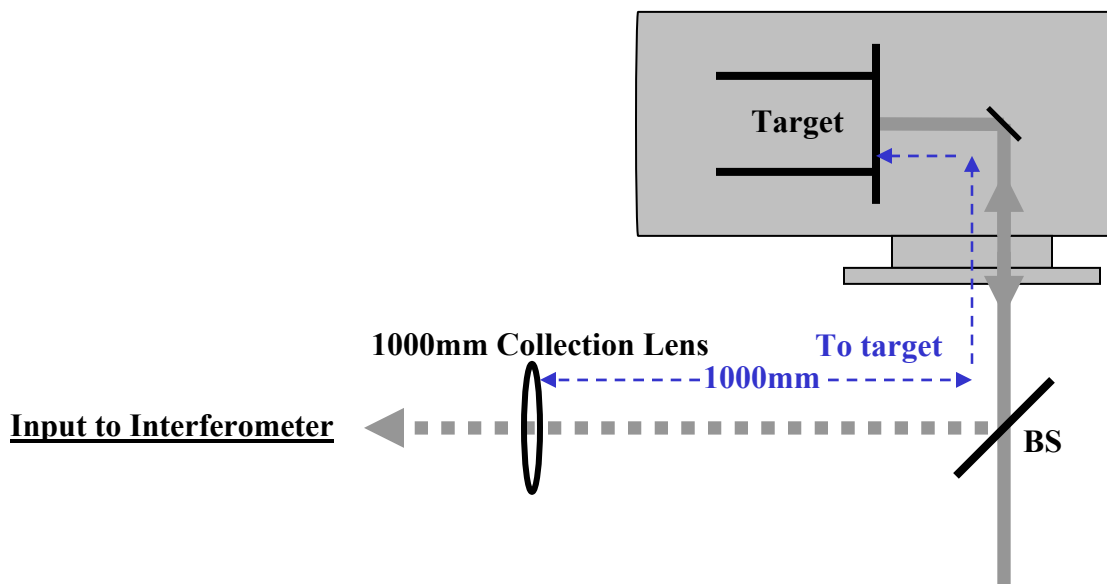 Target
1000mm Collection Lens
To target
1000mm
Input to Interferometer
BS